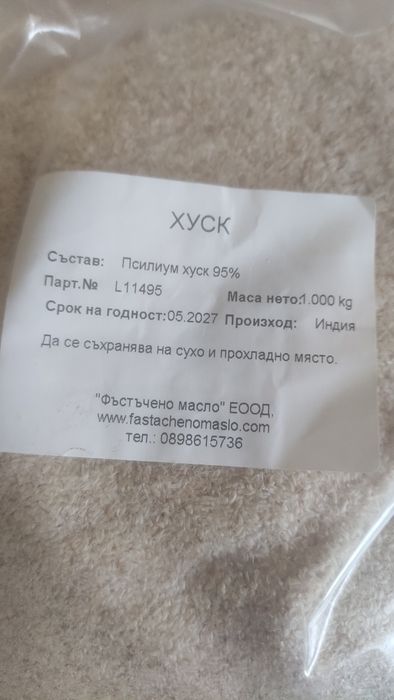 ХУСК
Състав: Псилиум хуск 95%
Парт.№ L11495 Маса нето:1.000 kg
Срок на годност:05.2027 Произход: Индия
Да се съхранява на сухо и прохладно място.
"Фъстъчено масло" ЕООД,
www.fastachenomaslo.com
тел.: 0898615736